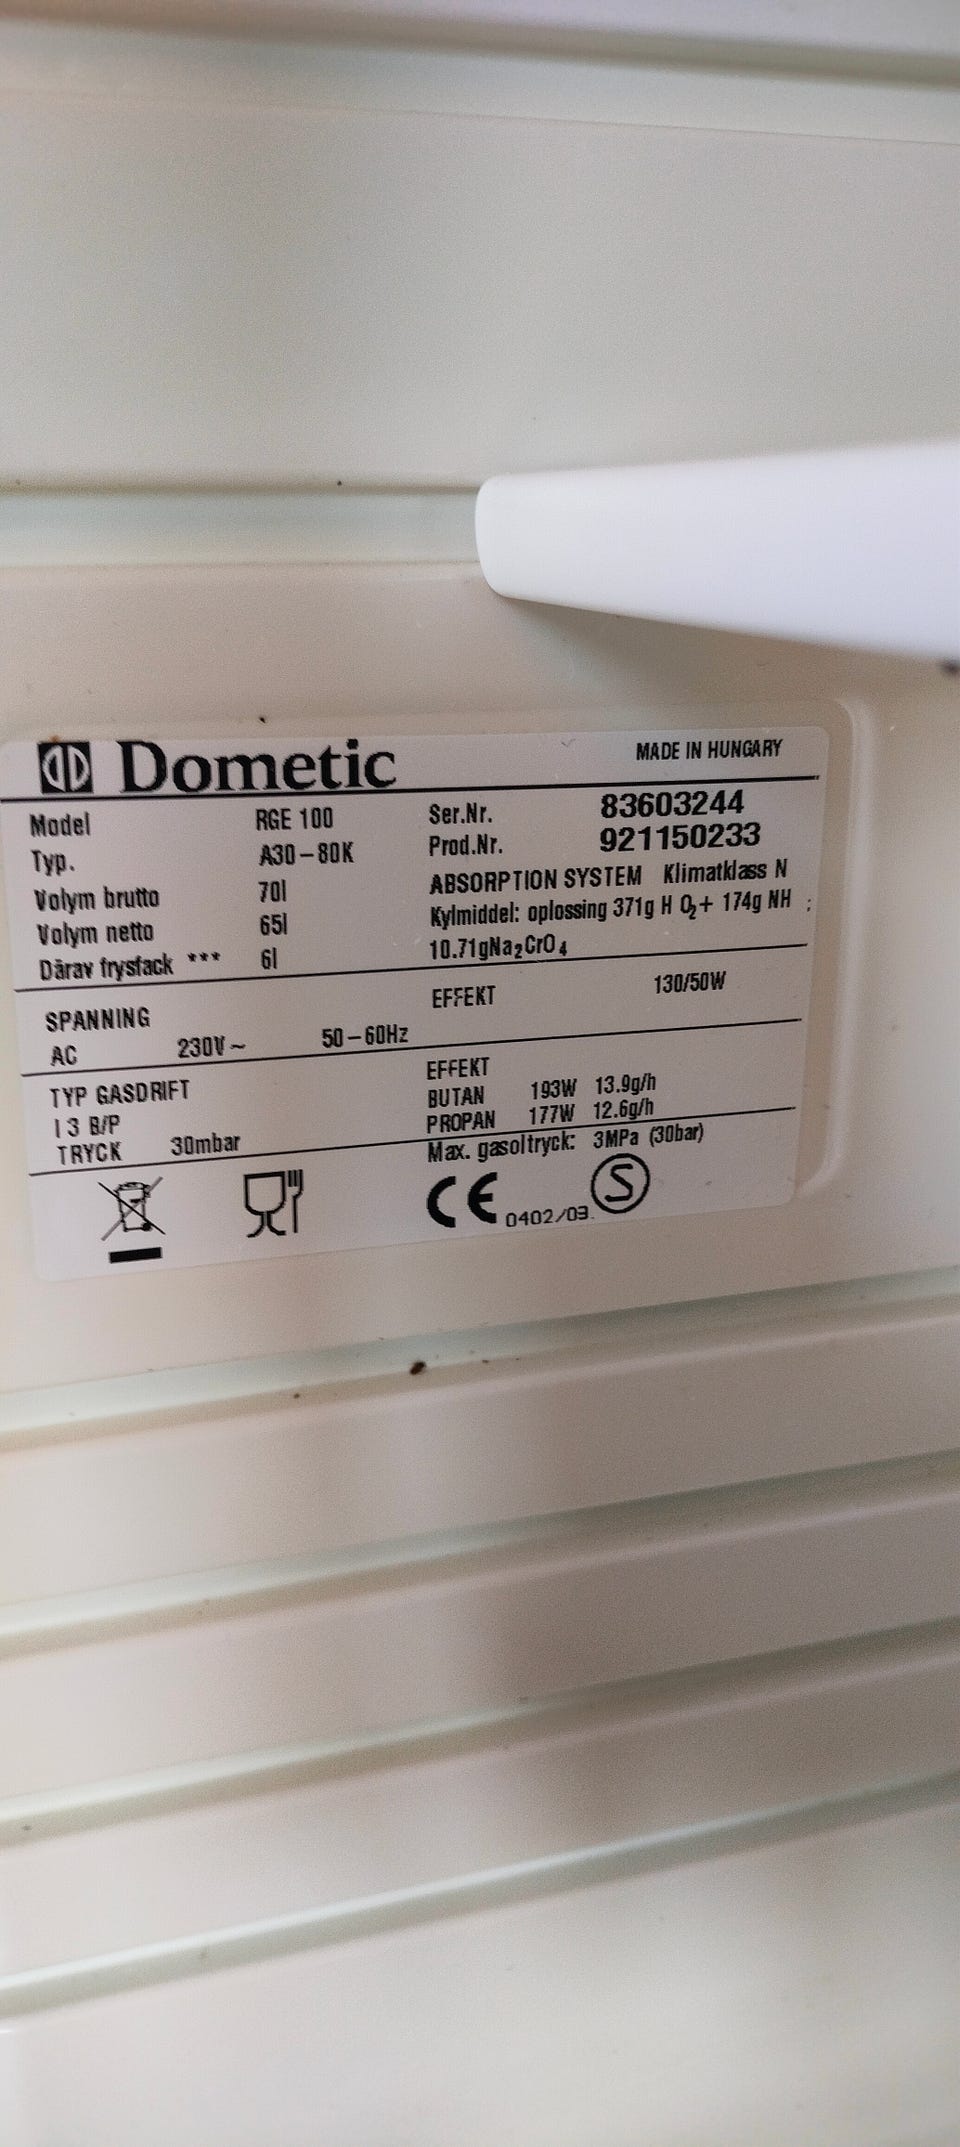 Dometic MADE IN HUNGARY
Model RGE 100 Ser.Nr. 83603244
Typ. A30-80K Prod.Nr. 921150233
Volym brutto 70l ABSORPTION SYSTEM Klimatklass N
Volym netto 65l Kylmiddel: oplossing 371g H O₂+ 174g NH :
Därav frysfack *** 6l 10.71gNa₂CrO₄
SPANNING EFFEKT 130/50W
AC 230V~ 50-60Hz
TYP GASDRIFT EFFEKT
I 3 B/P BUTAN 193W 13.9g/h
TRYCK 30mbar PROPAN 177W 12.6g/h
Max. gasoltryck: 3MPa (30bar)
CE 0402/03. S